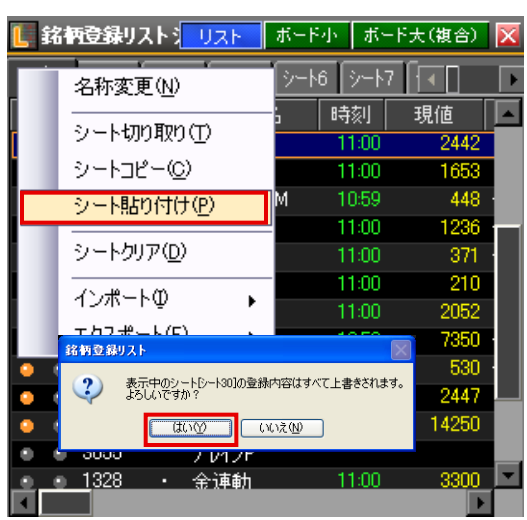 銘柄登録リスト リスト ボード小 ボード大(複合)
シート6 シート7
時刻 現値
名称変更(N)
シート切り取り(T)
シートコピー(C)
シート貼り付け(P)
シートクリア(D)
インポート(I)
エクスポート(E)
11:00 2442
11:00 1653
M 10:59 448
11:00 1236
11:00 371
11:00 210
11:00 2052
7350
530
2447
14250
銘柄登録リスト
表示中のシート[シート30]の登録内容はすべて上書きされます。
よろしいですか?
はい(Y) いいえ(N)
1328 ・ 金連動 11:00 3300